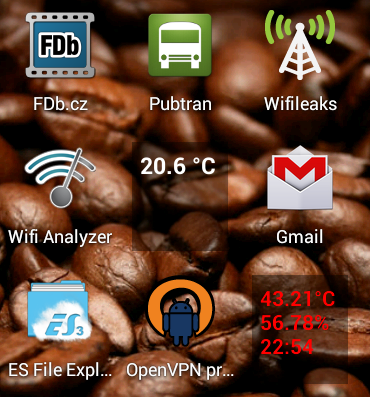 FDb
FDb.cz
Pubtran
Wifileaks
Wifi Analyzer
20.6 °C
M
Gmail
ES3
ES File Expl...
OpenVPN pr...
43.21°C
56.78%
22:54